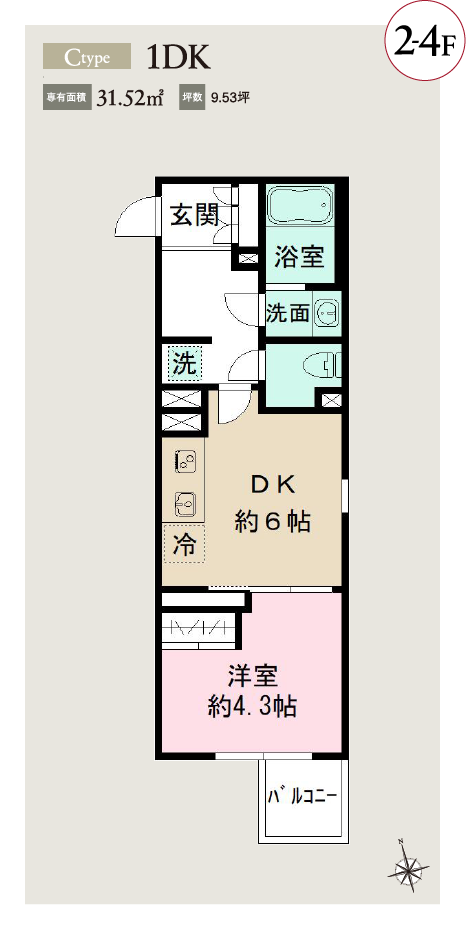 2-4F
Ctype 1DK
専有面積 31.52㎡ 坪数 9.53坪
玄関
浴室
洗面
洗
DK
約6帖
冷
洋室
約4.3帖
バルコニー
N